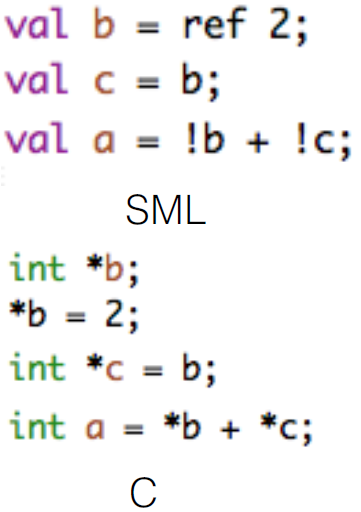 val b = ref 2;
val c = b;
val a = !b + !c;
SML
int *b;
*b = 2;
int *c = b;
int a = *b + *c;
C